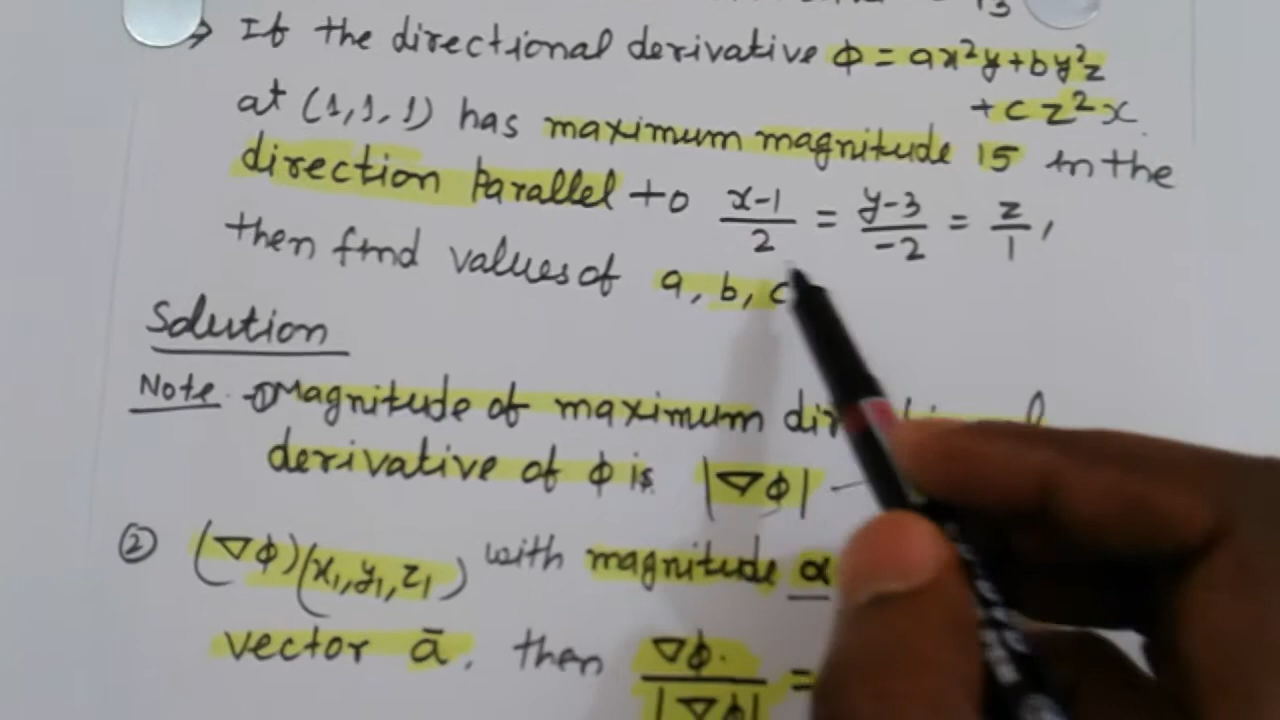 → If the directional derivative ϕ = ax²y + by²z
+ c z²x
at (1,1,1) has maximum magnitude 15 in the
direction parallel to (x-1)/2 = (y-3)/-2 = z/1,
then find values of a, b, c
Solution
Note ① Magnitude of maximum
derivative of ϕ is |∇ϕ| -
② (∇ϕ)(x₁,y₁,z₁) with magnitude α
vector ā. then ∇ϕ/|∇ϕ| =